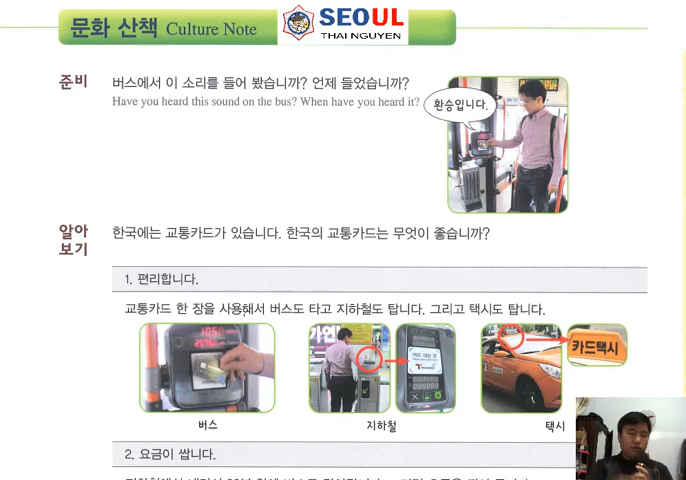 문화 산책 Culture Note
SEOUL
THAI NGUYEN
준비
버스에서 이 소리를 들어 봤습니까? 언제 들었습니까?
Have you heard this sound on the bus? When have you heard it?
환승입니다.
알아
보기
한국에는 교통카드가 있습니다. 한국의 교통카드는 무엇이 좋습니까?
1. 편리합니다.
교통카드 한 장을 사용해서 버스도 타고 지하철도 탑니다. 그리고 택시도 탑니다.
카드택시
버스
지하철
택시
2. 요금이 쌉니다.